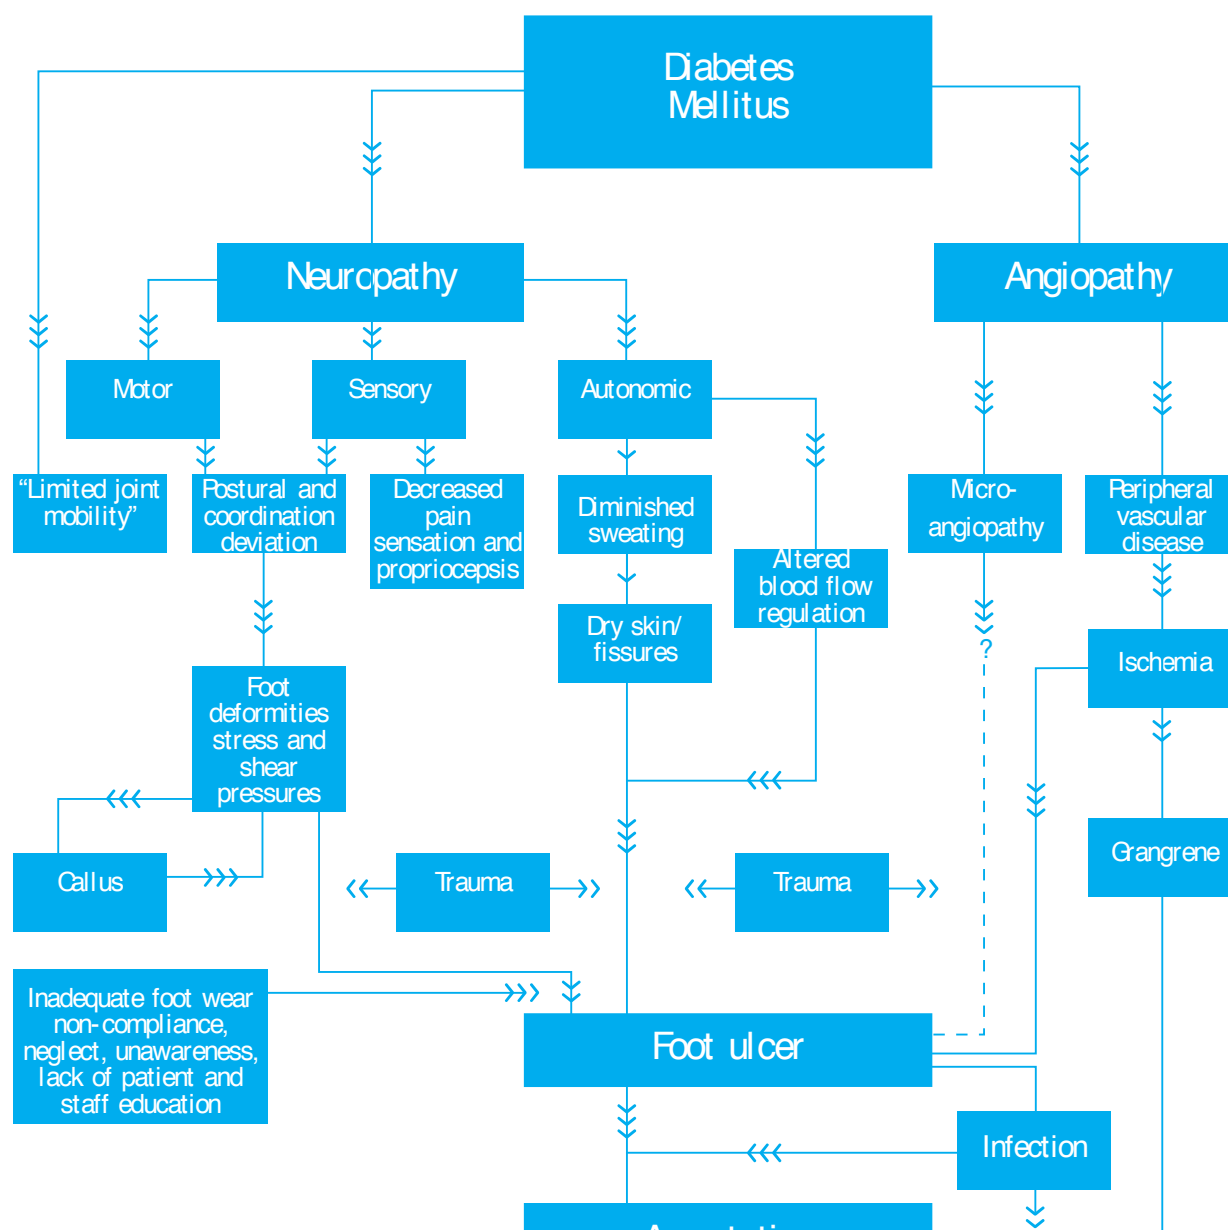 Diabetes
Mellitus
Neuropathy
Angiopathy
Motor
Sensory
Autonomic
“Limited joint
mobility”
Postural and
coordination
deviation
Decreased
pain
sensation and
propriocepsis
Diminished
sweating
Altered
blood flow
regulation
Micro-
angiopathy
Peripheral
vascular
disease
Dry skin/
fissures
?
Ischemia
Foot
deformities
stress and
shear
pressures
Callus
Trauma
Trauma
Grangrene
Inadequate foot wear
non-compliance,
neglect, unawareness,
lack of patient and
staff education
Foot ulcer
Infection